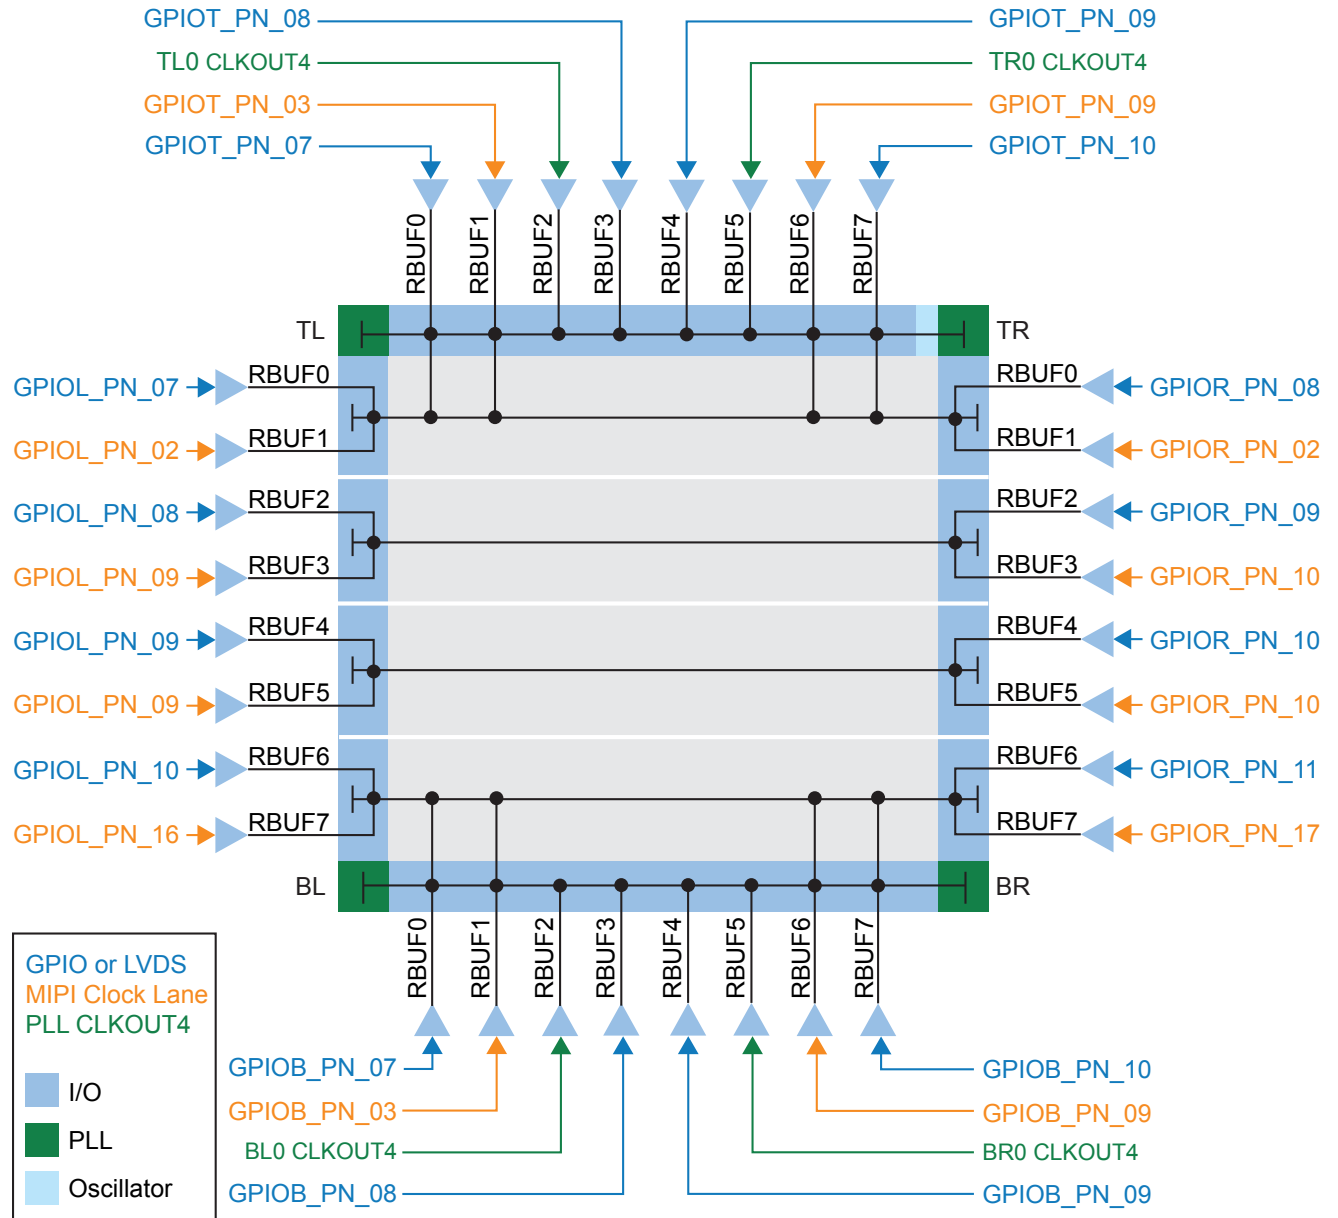 GPIOT_PN_08
GPIOT_PN_09
TL0 CLKOUT4
TR0 CLKOUT4
GPIOT_PN_03
GPIOT_PN_09
GPIOT_PN_07
GPIOT_PN_10
RBUF0
RBUF1
RBUF2
RBUF3
RBUF4
RBUF5
RBUF6
RBUF7
TL
TR
GPIOL_PN_07
RBUF0
RBUF0
GPIOR_PN_08
GPIOL_PN_02
RBUF1
RBUF1
GPIOR_PN_02
GPIOL_PN_08
RBUF2
RBUF2
GPIOR_PN_09
GPIOL_PN_09
RBUF3
RBUF3
GPIOR_PN_10
GPIOL_PN_09
RBUF4
RBUF4
GPIOR_PN_10
GPIOL_PN_09
RBUF5
RBUF5
GPIOR_PN_10
GPIOL_PN_10
RBUF6
RBUF6
GPIOR_PN_11
GPIOL_PN_16
RBUF7
RBUF7
GPIOR_PN_17
BL
BR
RBUF0
RBUF1
RBUF2
RBUF3
RBUF4
RBUF5
RBUF6
RBUF7
GPIOB_PN_07
GPIOB_PN_10
GPIOB_PN_03
GPIOB_PN_09
BL0 CLKOUT4
BR0 CLKOUT4
GPIOB_PN_08
GPIOB_PN_09
GPIO or LVDS
MIPI Clock Lane
PLL CLKOUT4
I/O
PLL
Oscillator